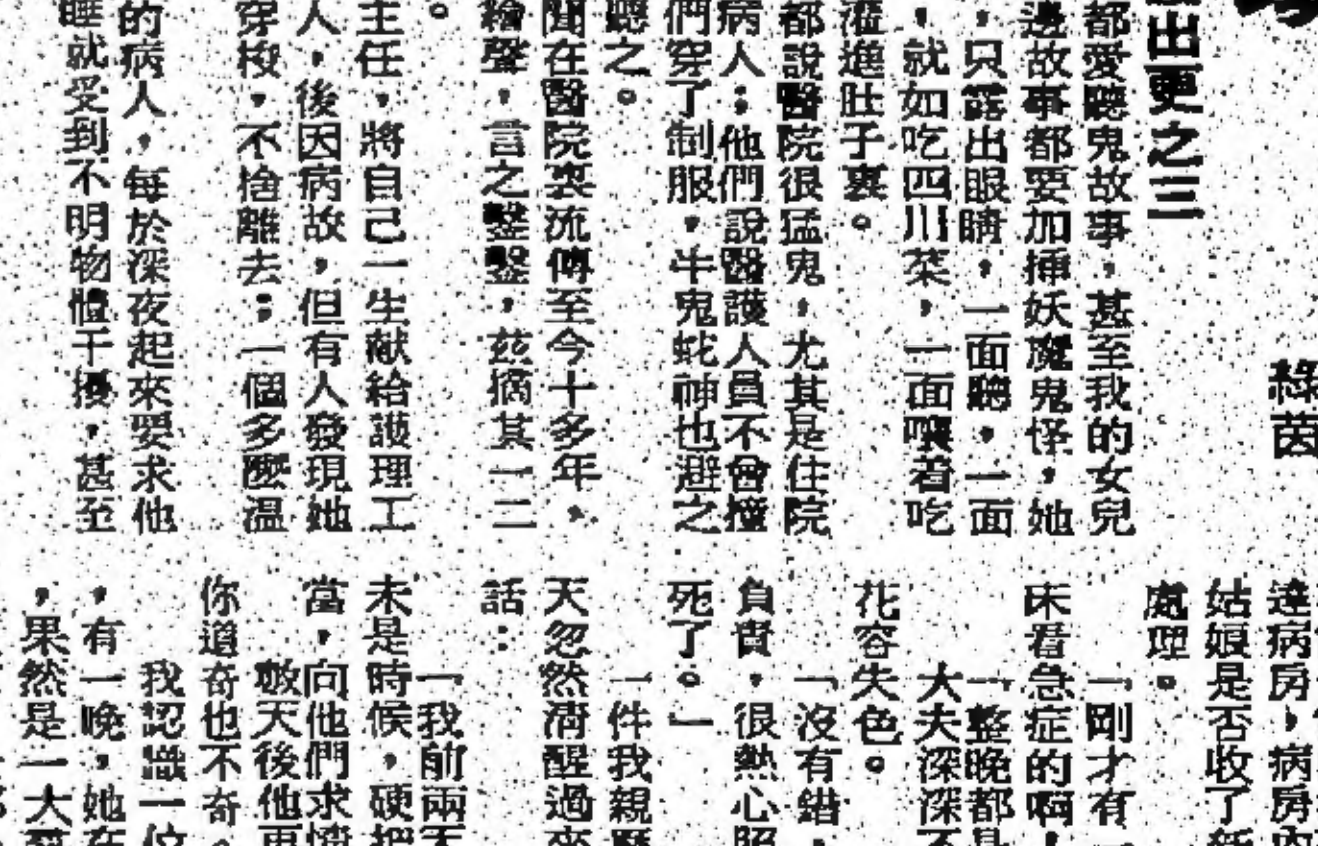 出更之三
綠茵
都愛聽鬼故事,甚至我的女兒
邊故事都要加揷妖魔鬼怪,她
,只露出眼睛,一面聽,一面
,就如吃四川菜,一面嚷着吃
灌進肚子裏。
都說醫院很猛鬼,尤其是住院
病人;他們說醫護人員不會撞
們穿了制服,牛鬼蛇神也避之
聽之。
聞在醫院裏流傳至今十多年,
繪聲,言之鑿鑿,茲摘其一二
。
主任,將自己一生献給護理工
人,後因病故,但有人發現她
穿梭,不捨離去;一個多愁溫
的病人,每於深夜起來要求他
睡就受到不明物體干擾,甚至
達病房,病房內
姑娘是否收了新
處理。
「剛才有一
床看急症的啊!
一整晚都是
大夫深深不
花容失色。
「沒有錯,
負責,很熱心照
死了。」
一件我親歷
天忽然清醒過來
話:
「我前兩天
未是時候,硬把
當,向他們求情
數天後他再
你道奇也不奇。
我認識一位
,有一晚,她在
,果然是一大羣